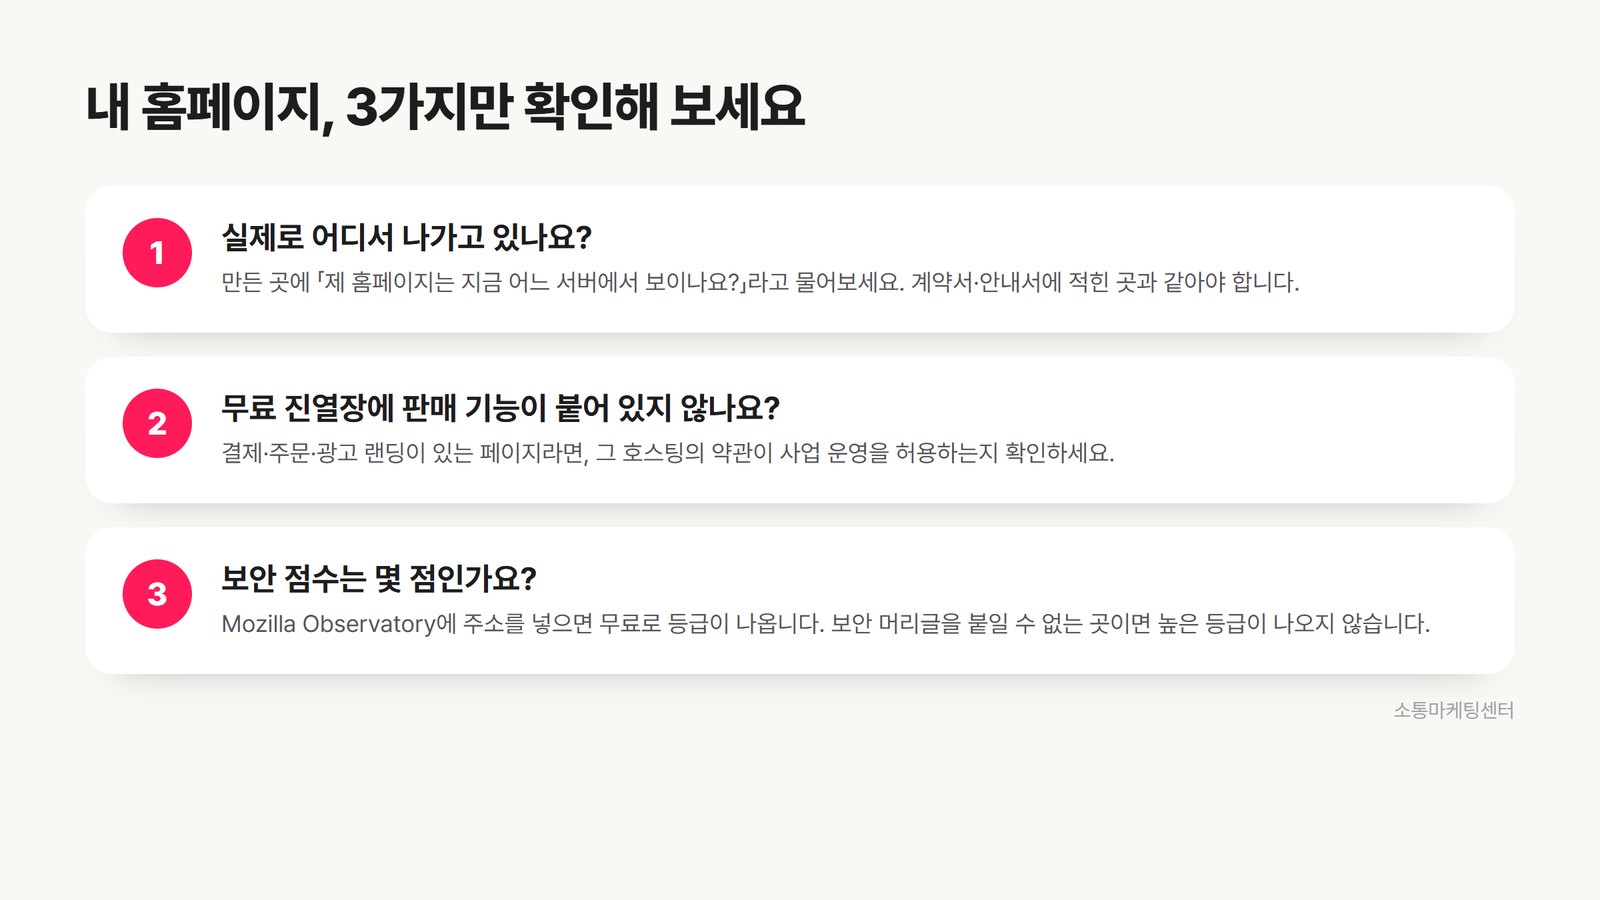 내 홈페이지, 3가지만 확인해 보세요
1
실제로 어디서 나가고 있나요?
만든 곳에 「제 홈페이지는 지금 어느 서버에서 보이나요?」라고 물어보세요. 계약서·안내서에 적힌 곳과 같아야 합니다.
2
무료 진열장에 판매 기능이 붙어 있지 않나요?
결제·주문·광고 랜딩이 있는 페이지라면, 그 호스팅의 약관이 사업 운영을 허용하는지 확인하세요.
3
보안 점수는 몇 점인가요?
Mozilla Observatory에 주소를 넣으면 무료로 등급이 나옵니다. 보안 머리글을 붙일 수 없는 곳이면 높은 등급이 나오지 않습니다.
소통마케팅센터